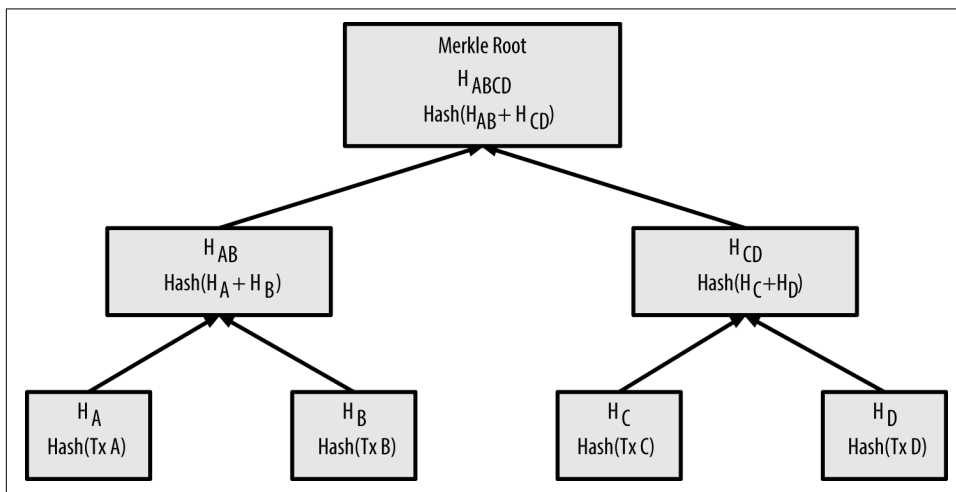 Merkle Root
H ABCD
Hash(H AB + H CD)
H AB
Hash(H A + H B)
H CD
Hash(H C+H D)
H A
Hash(Tx A)
H B
Hash(Tx B)
H C
Hash(Tx C)
H D
Hash(Tx D)